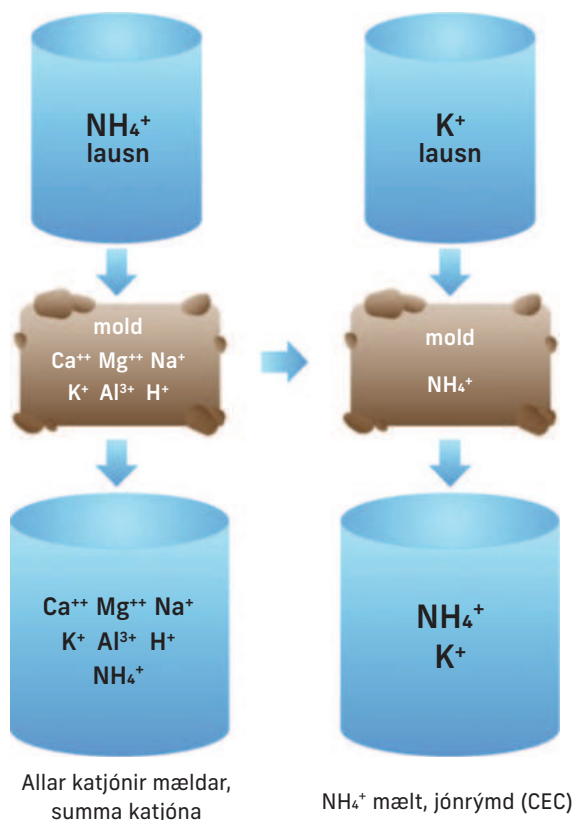 NH₄⁺
lausn
mold
Ca⁺⁺ Mg⁺⁺ Na⁺
K⁺ Al³⁺ H⁺
Ca⁺⁺ Mg⁺⁺ Na⁺
K⁺ Al³⁺ H⁺
NH₄⁺
Allar katjónir mældar,
summa katjóna
K⁺
lausn
mold
NH₄⁺
NH₄⁺
K⁺
NH₄⁺ mælt, jónrýmd (CEC)